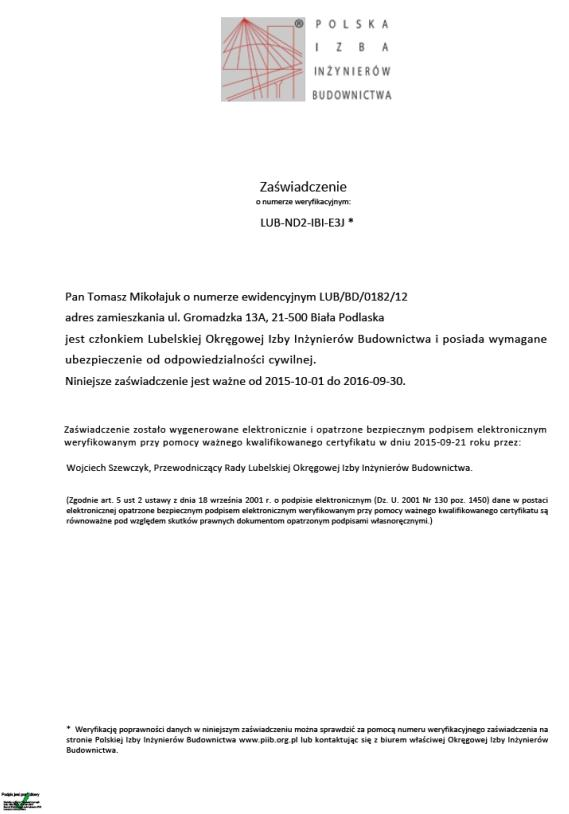 ®
POLSKA
IZBA
INŻYNIERÓW
BUDOWNICTWA
Zaświadczenie
o numerze weryfikacyjnym:
LUB-ND2-IBI-E3J *
Pan Tomasz Mikołajuk o numerze ewidencyjnym LUB/BD/0182/12
adres zamieszkania ul. Gromadzka 13A, 21-500 Biała Podlaska
jest członkiem Lubelskiej Okręgowej Izby Inżynierów Budownictwa i posiada wymagane
ubezpieczenie od odpowiedzialności cywilnej.
Niniejsze zaświadczenie jest ważne od 2015-10-01 do 2016-09-30.
Zaświadczenie zostało wygenerowane elektronicznie i opatrzone bezpiecznym podpisem elektronicznym
weryfikowanym przy pomocy ważnego kwalifikowanego certyfikatu w dniu 2015-09-21 roku przez:
Wojciech Szewczyk, Przewodniczący Rady Lubelskiej Okręgowej Izby Inżynierów Budownictwa.
(Zgodnie art. 5 ust 2 ustawy z dnia 18 września 2001 r. o podpisie elektronicznym (Dz. U. 2001 Nr 130 poz. 1450) dane w postaci
elektronicznej opatrzone bezpiecznym podpisem elektronicznym weryfikowanym przy pomocy ważnego kwalifikowanego certyfikatu są
równoważne pod względem skutków prawnych dokumentom opatrzonym podpisami własnoręcznymi.)
* Weryfikację poprawności danych w niniejszym zaświadczeniu można sprawdzić za pomocą numeru weryfikacyjnego zaświadczenia na
stronie Polskiej Izby Inżynierów Budownictwa www.piib.org.pl lub kontaktując się z biurem właściwej Okręgowej Izby Inżynierów
Budownictwa.
Podpis jest prawidłowy